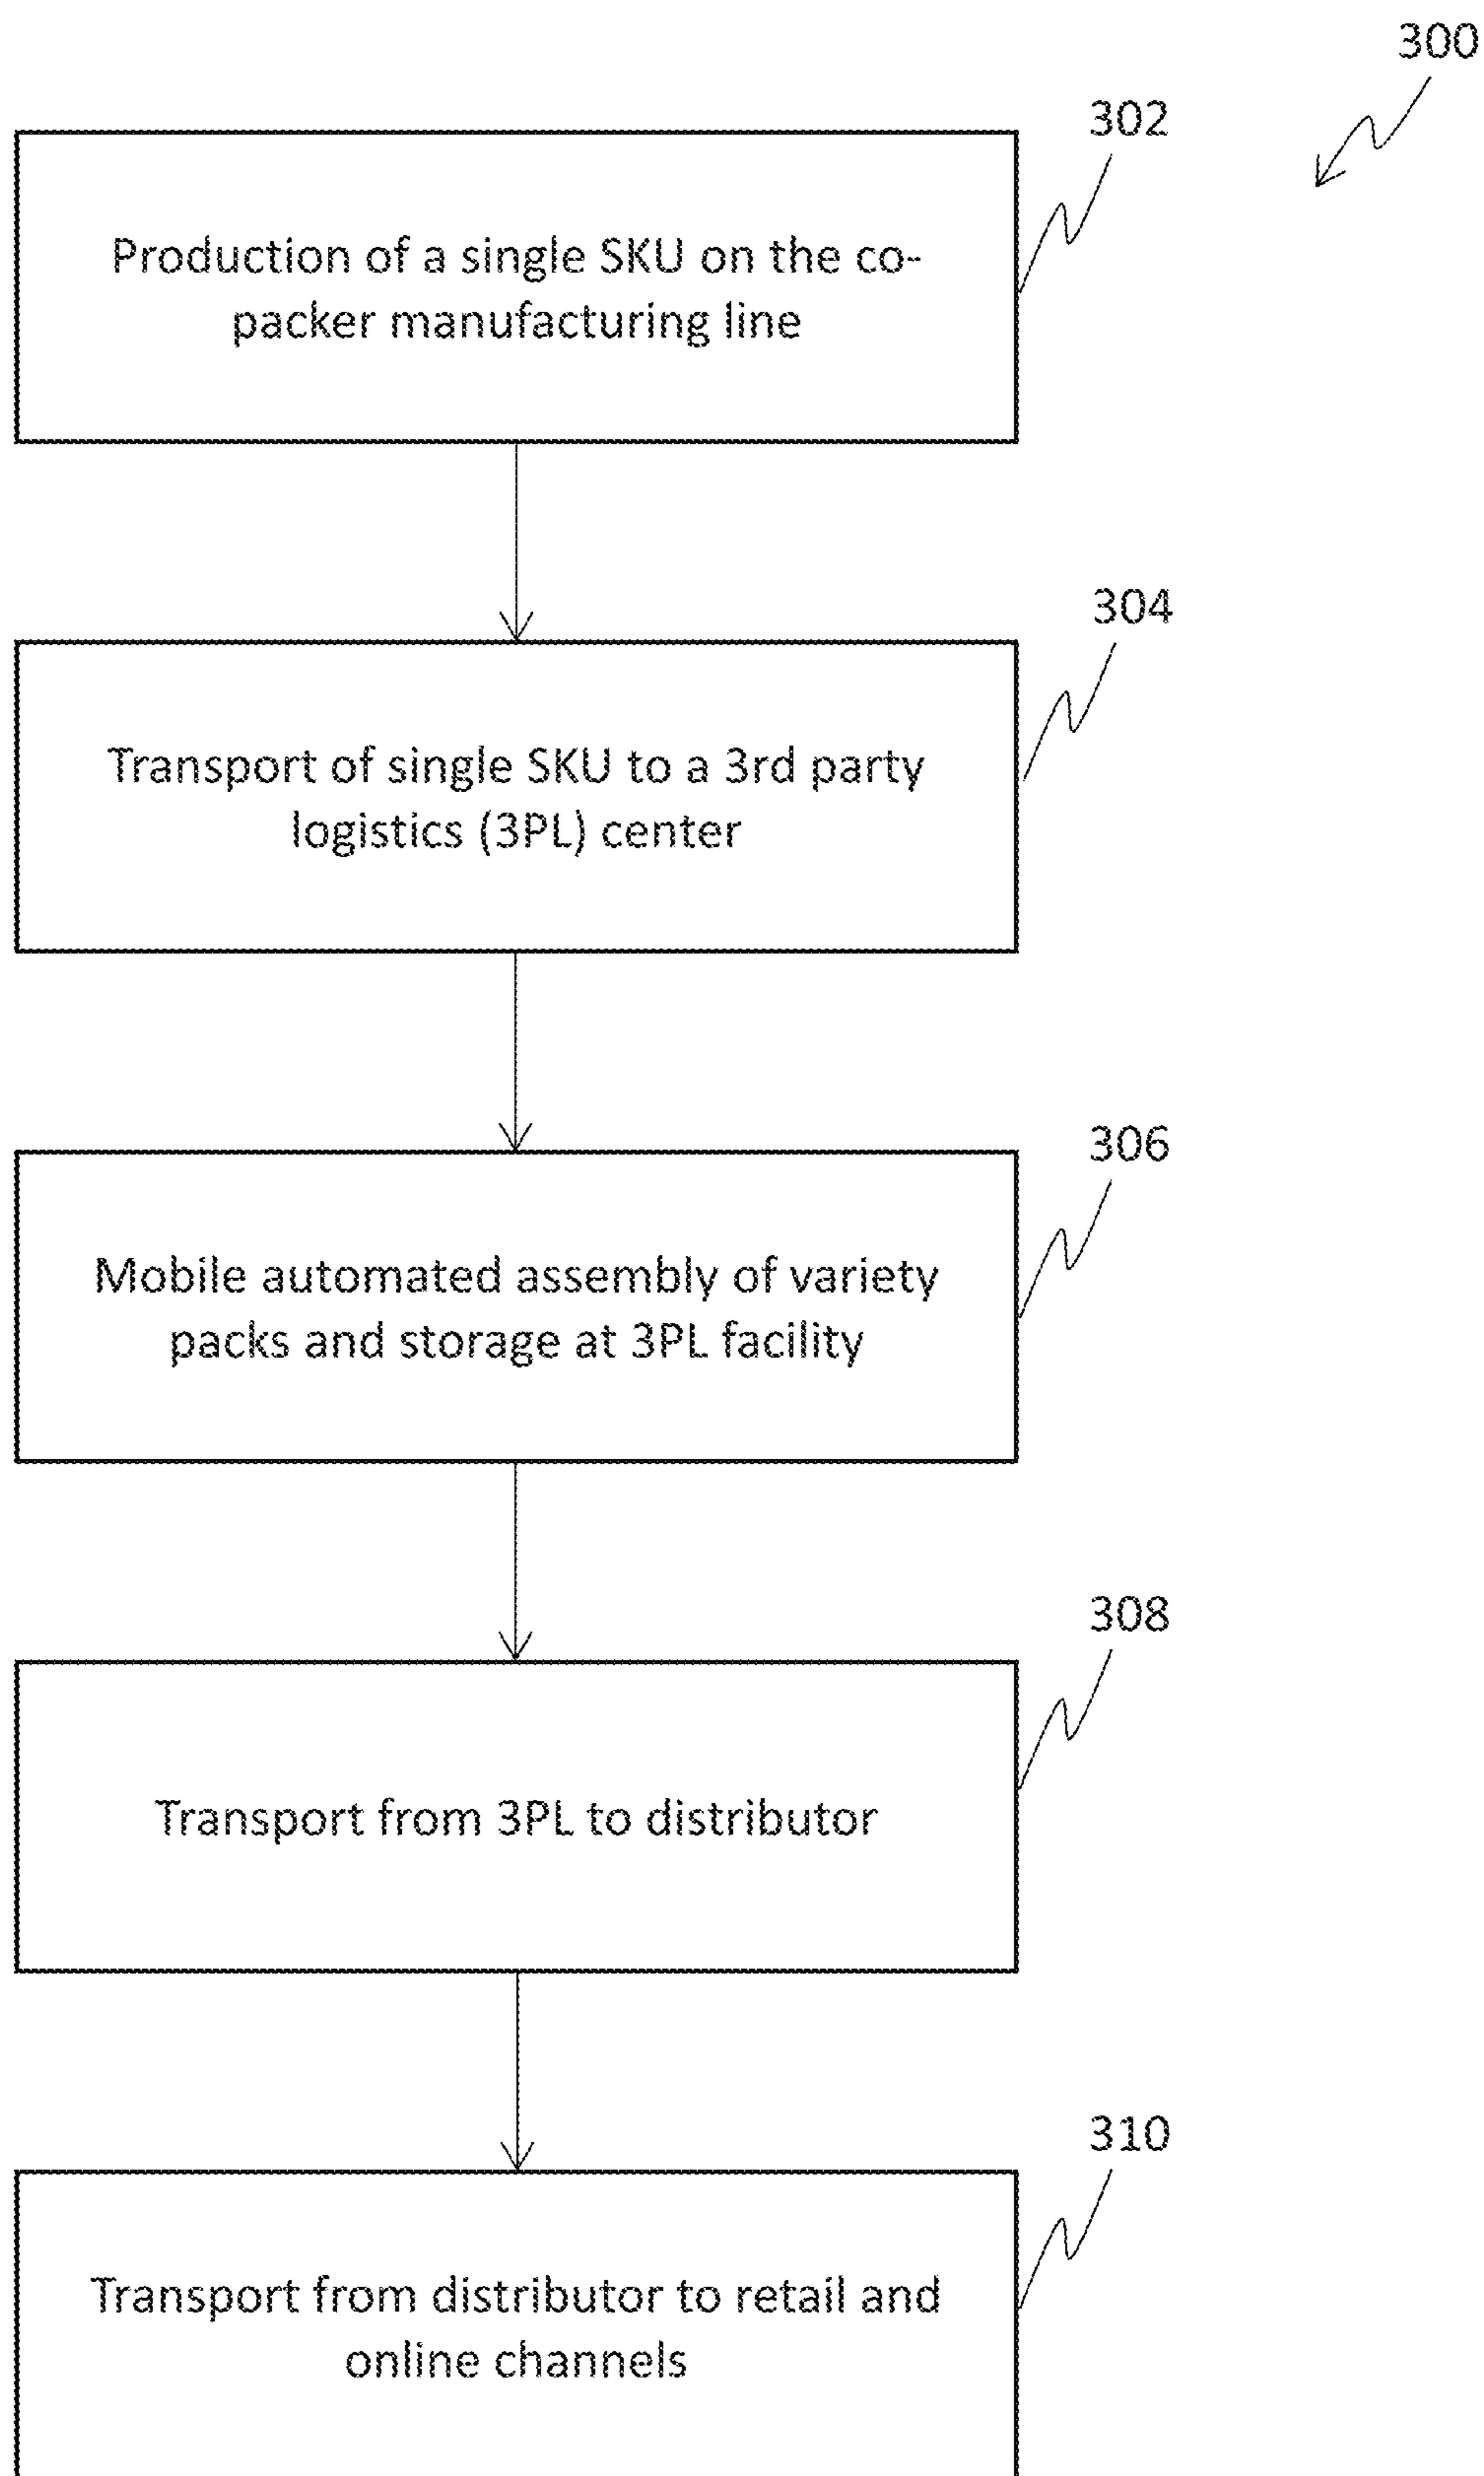 300
302
Production of a single SKU on the co-
packer manufacturing line
304
Transport of single SKU to a 3rd party
logistics (3PL) center
306
Mobile automated assembly of variety
packs and storage at 3PL facility
308
Transport from 3PL to distributor
310
Transport from distributor to retail and
online channels